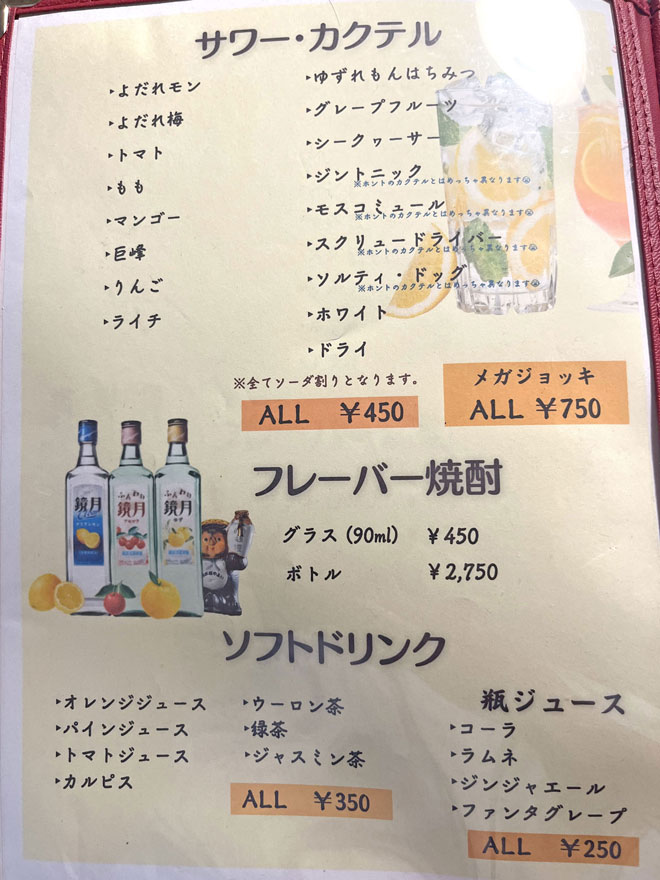 サワー・カクテル
▸よだれモン
▸よだれ梅
▸トマト
▸もも
▸マンゴー
▸巨峰
▸りんご
▸ライチ
▸ゆずれもんはちみつ
▸グレープフルーツ
▸シークヮーサー
▸ジントニック
※ホントのカクテルとはめっちゃ異なります😭
▸モスコミュール
※ホントのカクテルとはめっちゃ異なります😭
▸スクリュードライバー
※ホントのカクテルとはめっちゃ異なります😭
▸ソルティ・ドッグ
※ホントのカクテルとはめっちゃ異なります😭
▸ホワイト
▸ドライ
※全てソーダ割りとなります。
ALL ￥450
メガジョッキ
ALL ￥750
鏡月
ふんわり
鏡月
ふんわり
鏡月
ゆず
フレーバー焼酎
グラス (90ml) ￥450
ボトル ￥2,750
ソフトドリンク
▸オレンジジュース
▸パインジュース
▸トマトジュース
▸カルピス
▸ウーロン茶
▸緑茶
▸ジャスミン茶
ALL ￥350
瓶ジュース
▸コーラ
▸ラムネ
▸ジンジャエール
▸ファンタグレープ
ALL ￥250